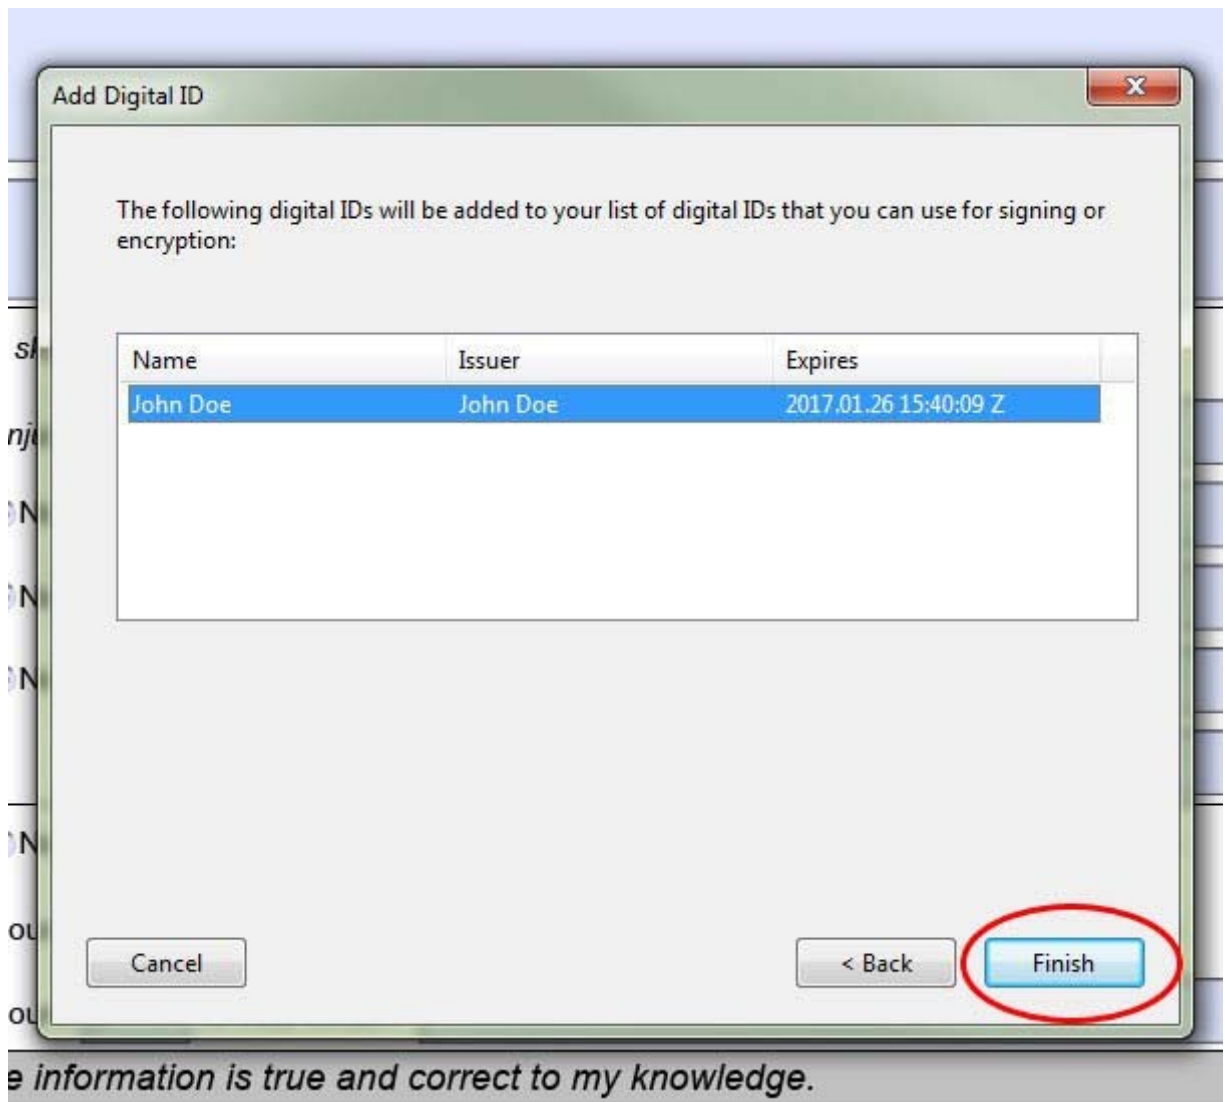 Add Digital ID
The following digital IDs will be added to your list of digital IDs that you can use for signing or
encryption:
Name Issuer Expires
John Doe John Doe 2017.01.26 15:40:09 Z
Cancel < Back Finish
information is true and correct to my knowledge.